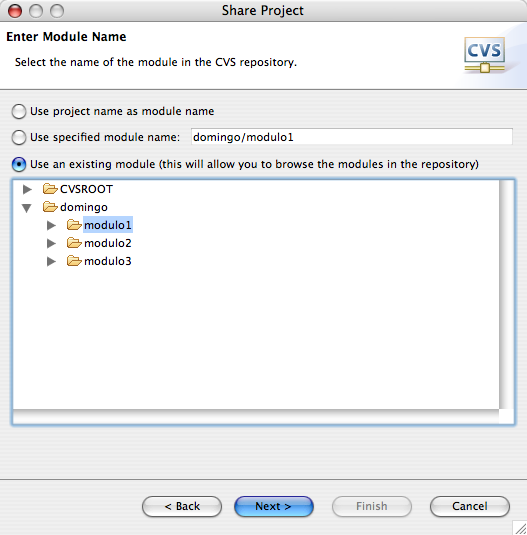 Share Project
Enter Module Name
Select the name of the module in the CVS repository.
CVS
Use project name as module name
Use specified module name: domingo/modulo1
Use an existing module (this will allow you to browse the modules in the repository)
CVSROOT
domingo
modulo1
modulo2
modulo3
< Back Next > Finish Cancel